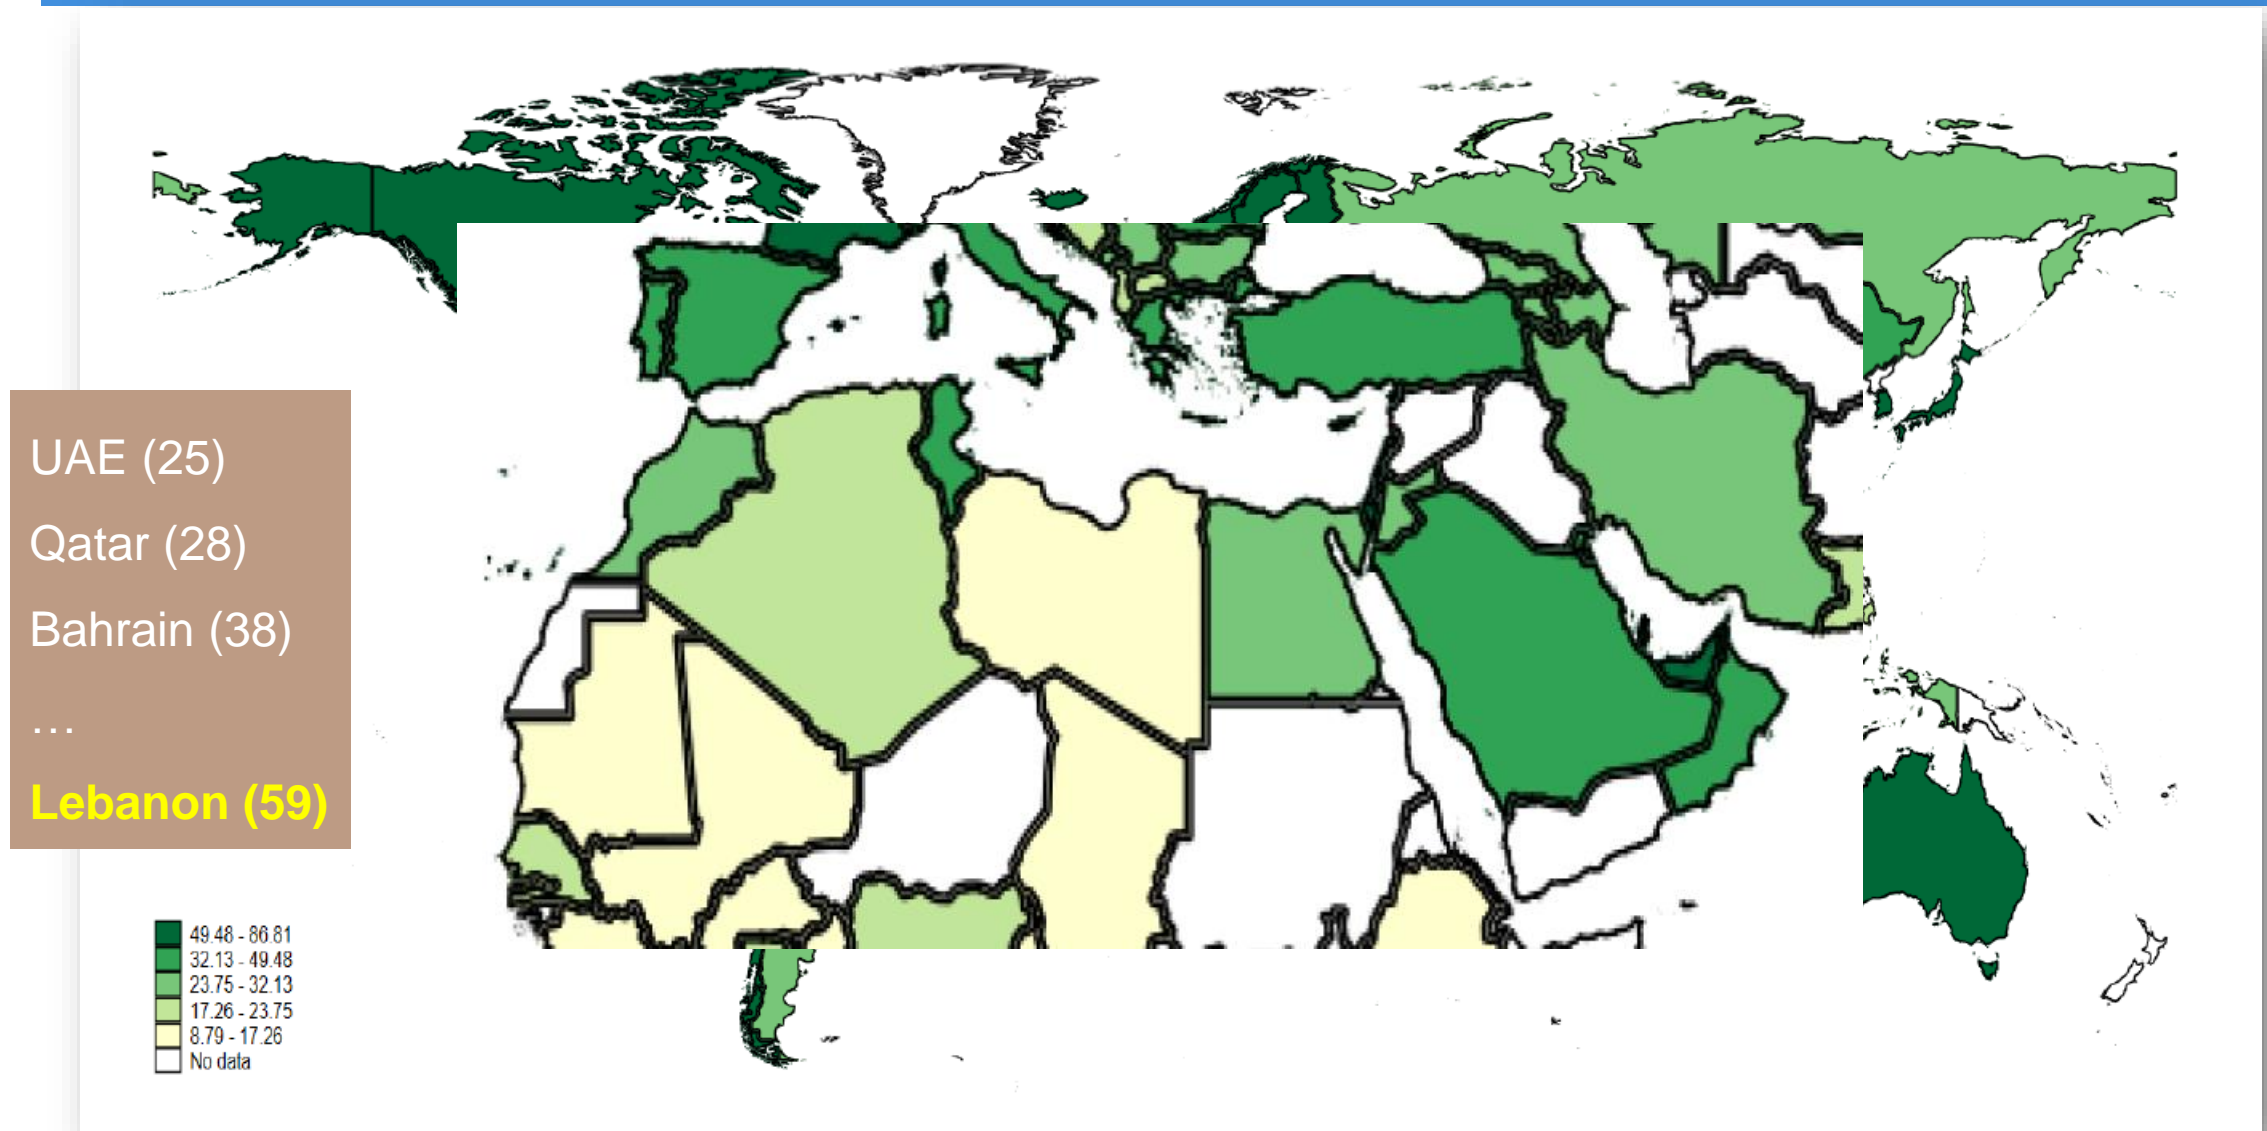 UAE (25)
Qatar (28)
Bahrain (38)
…
Lebanon (59)
49.48 - 86.81
32.13 - 49.48
23.75 - 32.13
17.26 - 23.75
8.79 - 17.26
No data